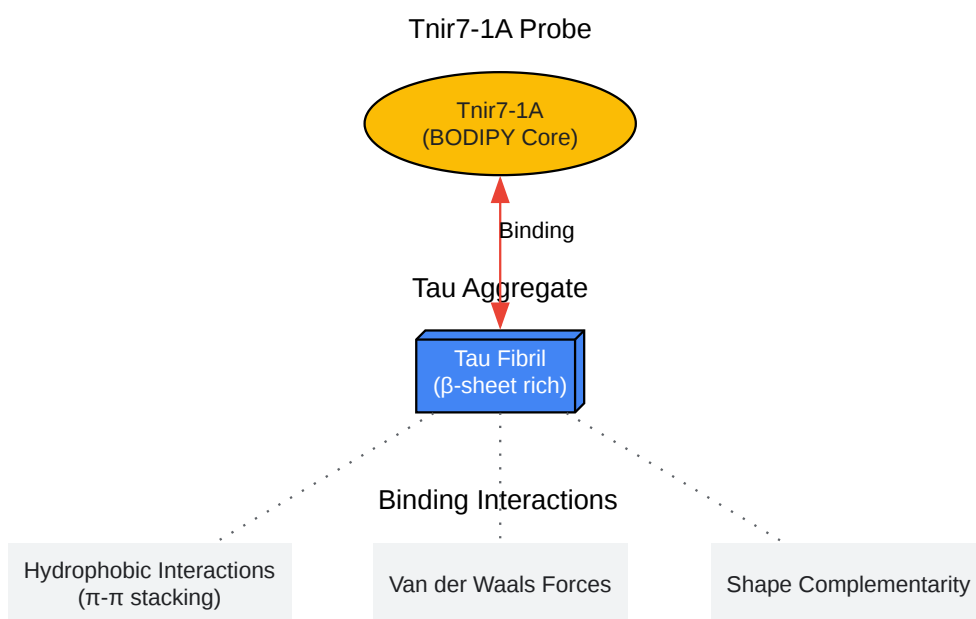 Tnir7-1A Probe
Tnir7-1A
(BODIPY Core)
Binding
Tau Aggregate
Tau Fibril
(β-sheet rich)
Binding Interactions
Hydrophobic Interactions
(π-π stacking)
Van der Waals Forces
Shape Complementarity